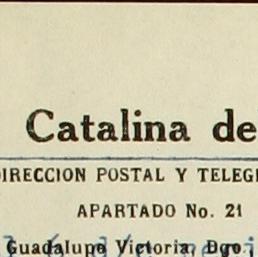 Catalina de
DIRECCION POSTAL Y TELEG
APARTADO No. 21
Guadalupe Victoria, Dgo.,